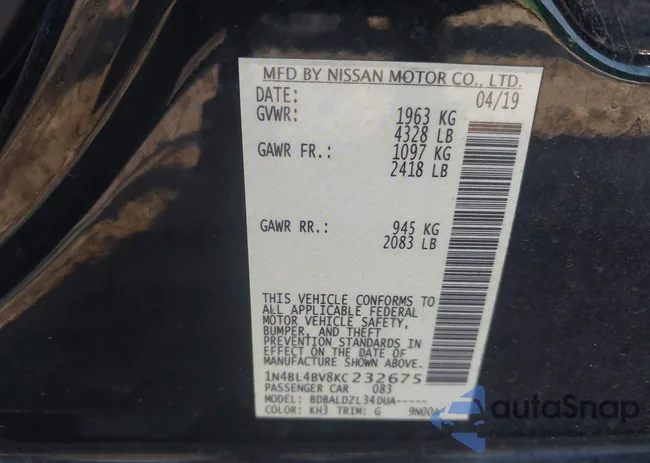 MFD BY NISSAN MOTOR CO., LTD.
DATE: 04/19
GVWR: 1963 KG
4328 LB
GAWR FR.: 1097 KG
2418 LB
GAWR RR.: 945 KG
2083 LB
THIS VEHICLE CONFORMS TO
ALL APPLICABLE FEDERAL
MOTOR VEHICLE SAFETY,
BUMPER, AND THEFT
PREVENTION STANDARDS IN
EFFECT ON THE DATE OF
MANUFACTURE SHOWN ABOVE.
1N4BL4BV8KC232675
PASSENGER CAR 083
MODEL: BDBALDZL34DUA-----
COLOR: KH3 TRIM: G 9N00A
autoSnap